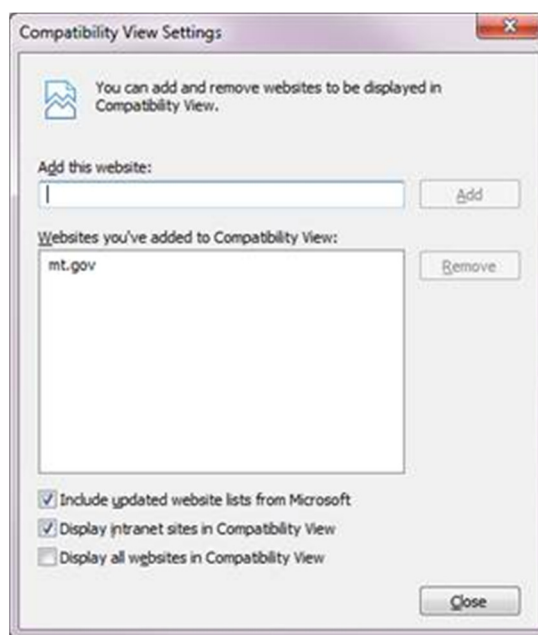 Compatibility View Settings
You can add and remove websites to be displayed in
Compatibility View.
Add this website:
Add
Websites you've added to Compatibility View:
mt.gov
Remove
Include updated website lists from Microsoft
Display intranet sites in Compatibility View
Display all websites in Compatibility View
Close